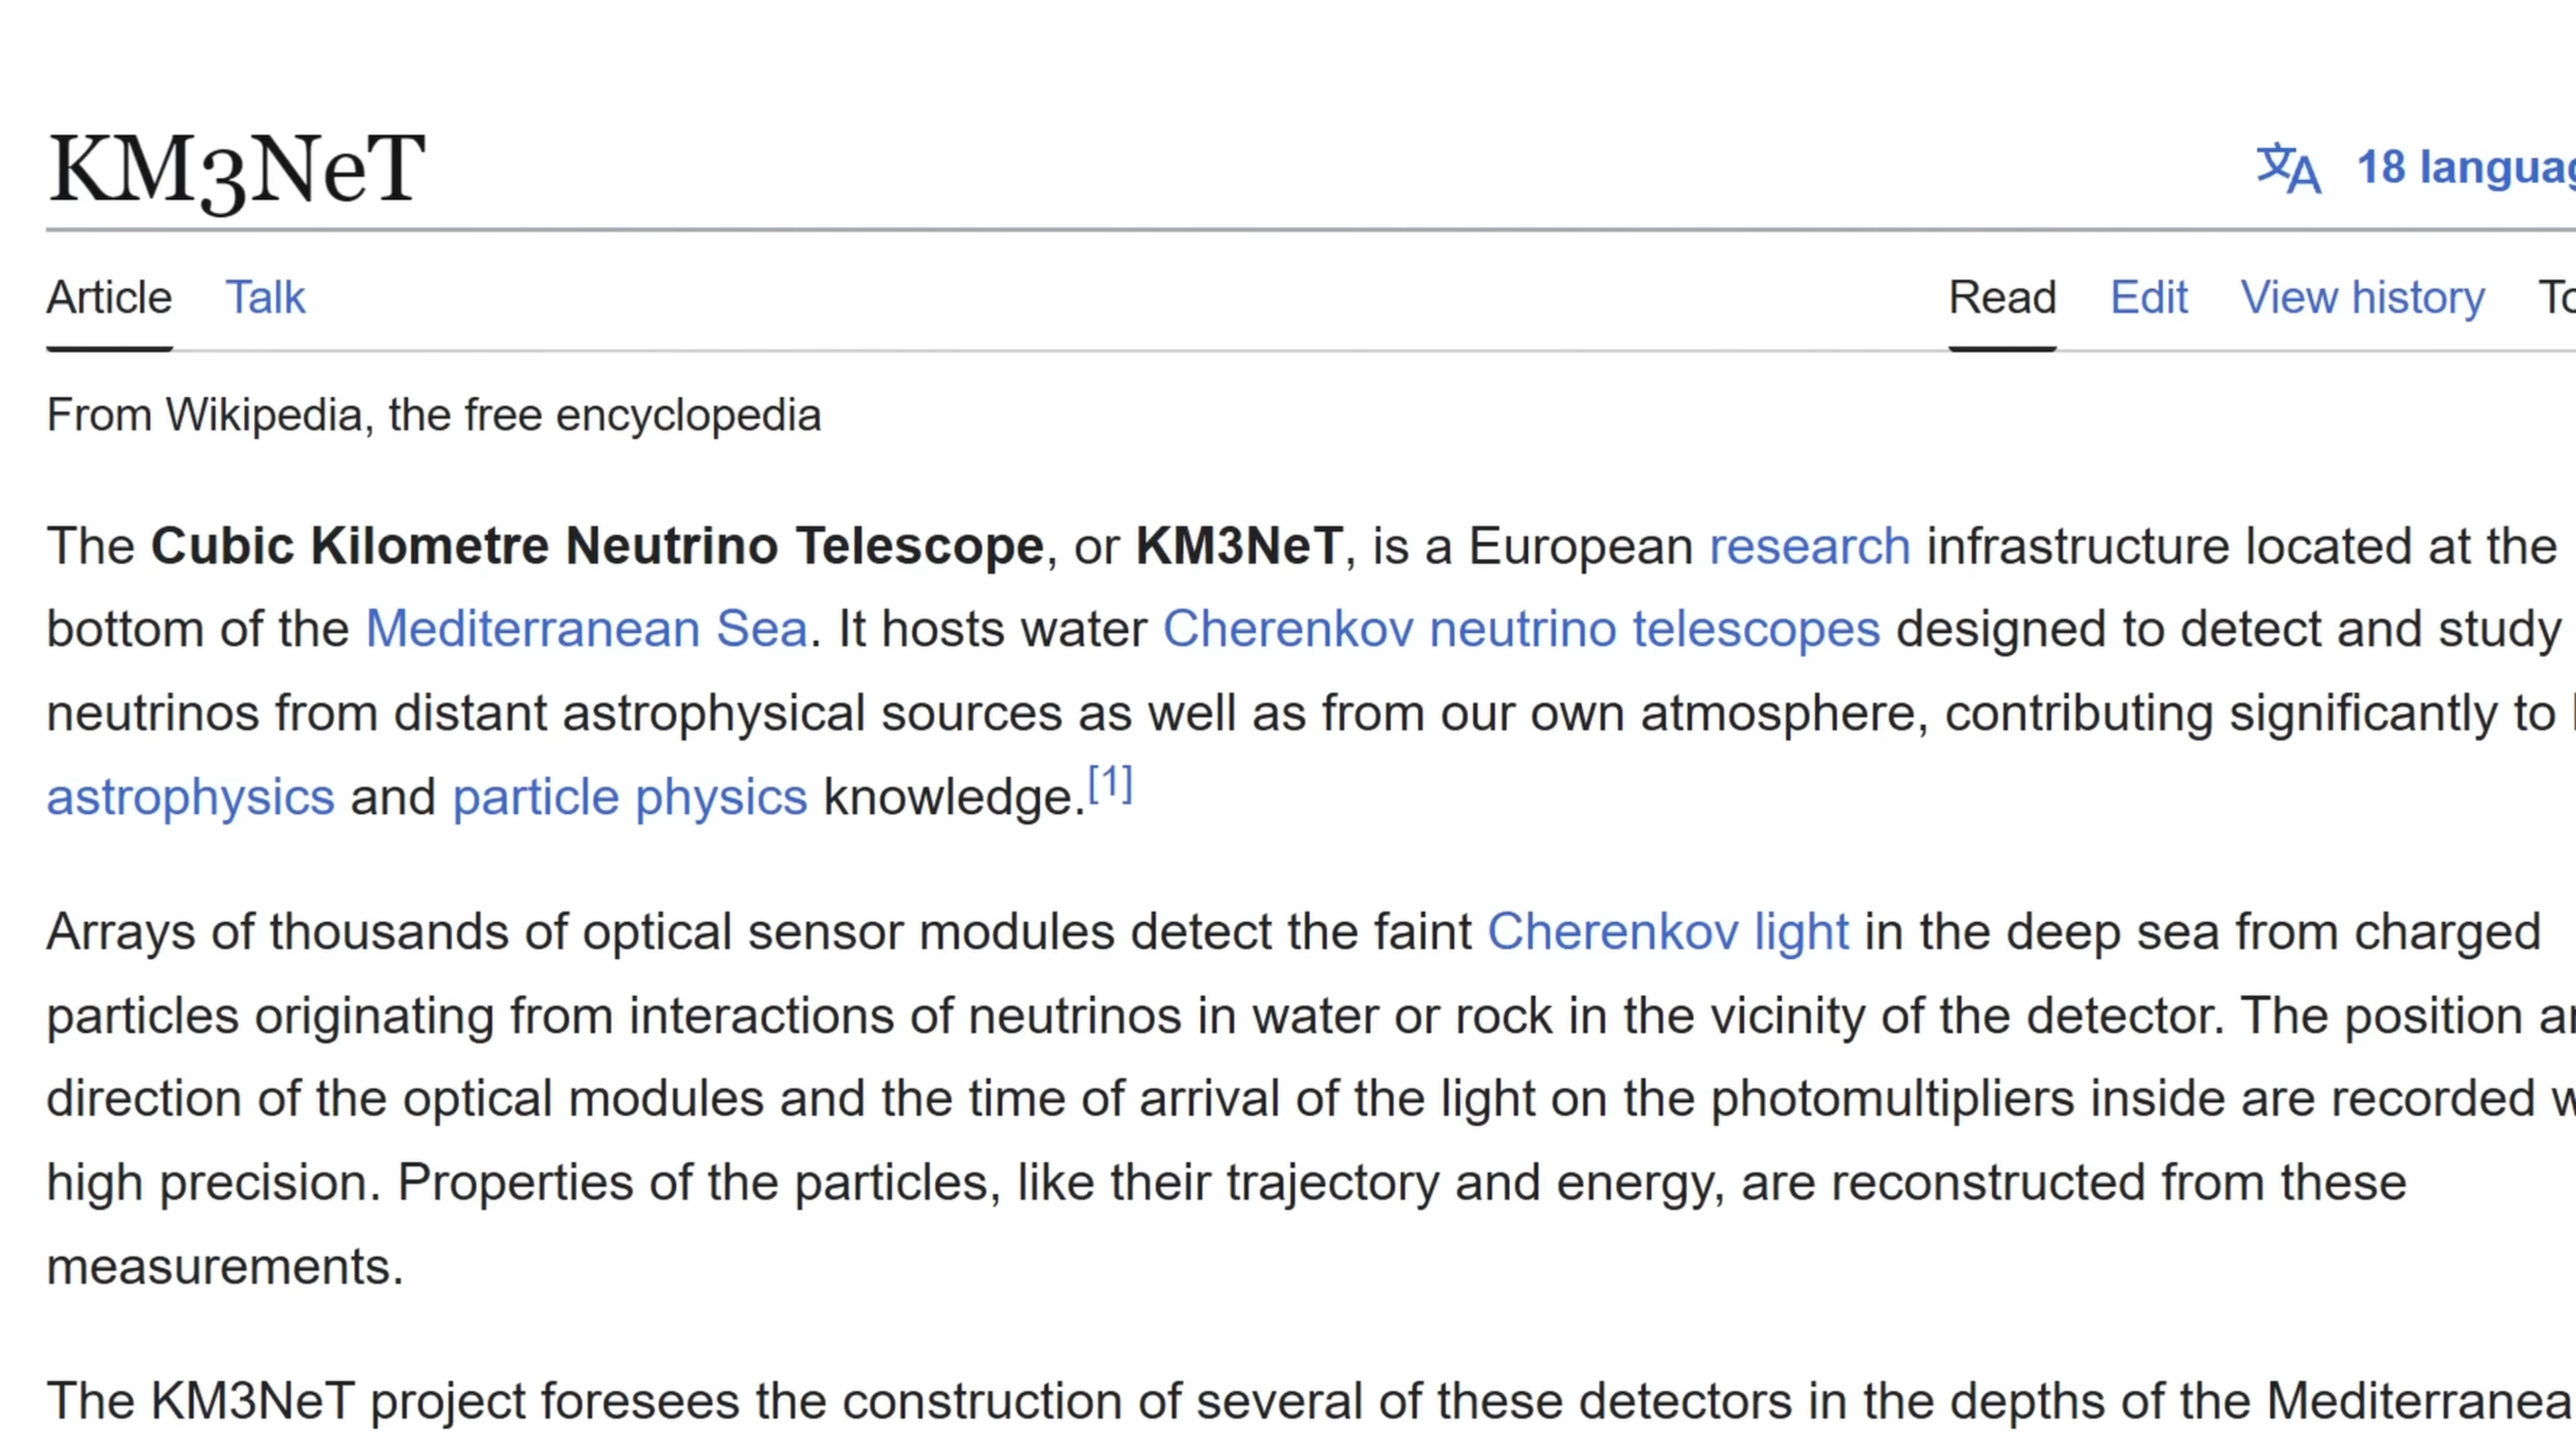 KM3NeT
文A 18 languag
Article Talk Read Edit View history To
From Wikipedia, the free encyclopedia
The Cubic Kilometre Neutrino Telescope, or KM3NeT, is a European research infrastructure located at the
bottom of the Mediterranean Sea. It hosts water Cherenkov neutrino telescopes designed to detect and study
neutrinos from distant astrophysical sources as well as from our own atmosphere, contributing significantly to
astrophysics and particle physics knowledge.[1]
Arrays of thousands of optical sensor modules detect the faint Cherenkov light in the deep sea from charged
particles originating from interactions of neutrinos in water or rock in the vicinity of the detector. The position
direction of the optical modules and the time of arrival of the light on the photomultipliers inside are recorded
high precision. Properties of the particles, like their trajectory and energy, are reconstructed from these
measurements.
The KM3NeT project foresees the construction of several of these detectors in the depths of the Mediterranea